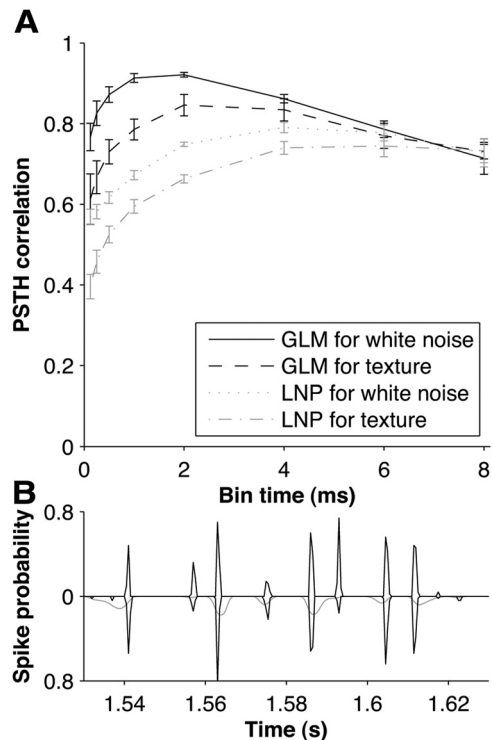 A
1
0.8
0.6
0.4
0.2
0
PSTH correlation
GLM for white noise
GLM for texture
LNP for white noise
LNP for texture
0 2 4 6 8
Bin time (ms)
B
0.8
0
0.8
Spike probability
1.54 1.56 1.58 1.6 1.62
Time (s)